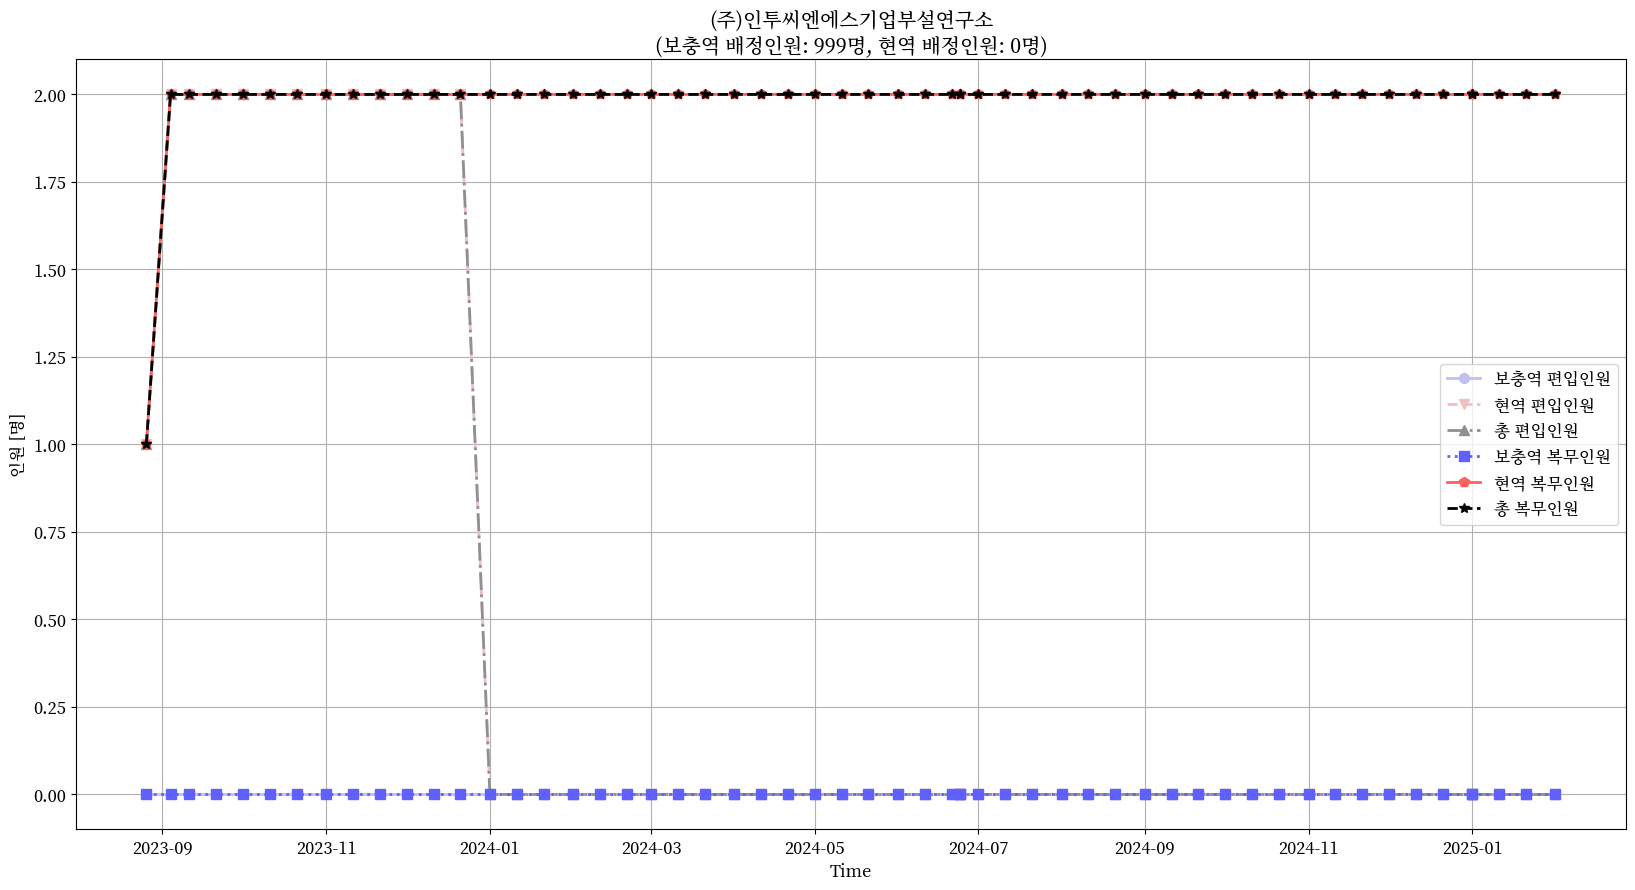 (주)인투씨엔에스기업부설연구소
(보충역 배정인원: 999명, 현역 배정인원: 0명)
인원 [명]
2.00
1.75
1.50
1.25
1.00
0.75
0.50
0.25
0.00
보충역 편입인원
현역 편입인원
총 편입인원
보충역 복무인원
현역 복무인원
총 복무인원
2023-09
2023-11
2024-01
2024-03
2024-05
2024-07
2024-09
2024-11
2025-01
Time